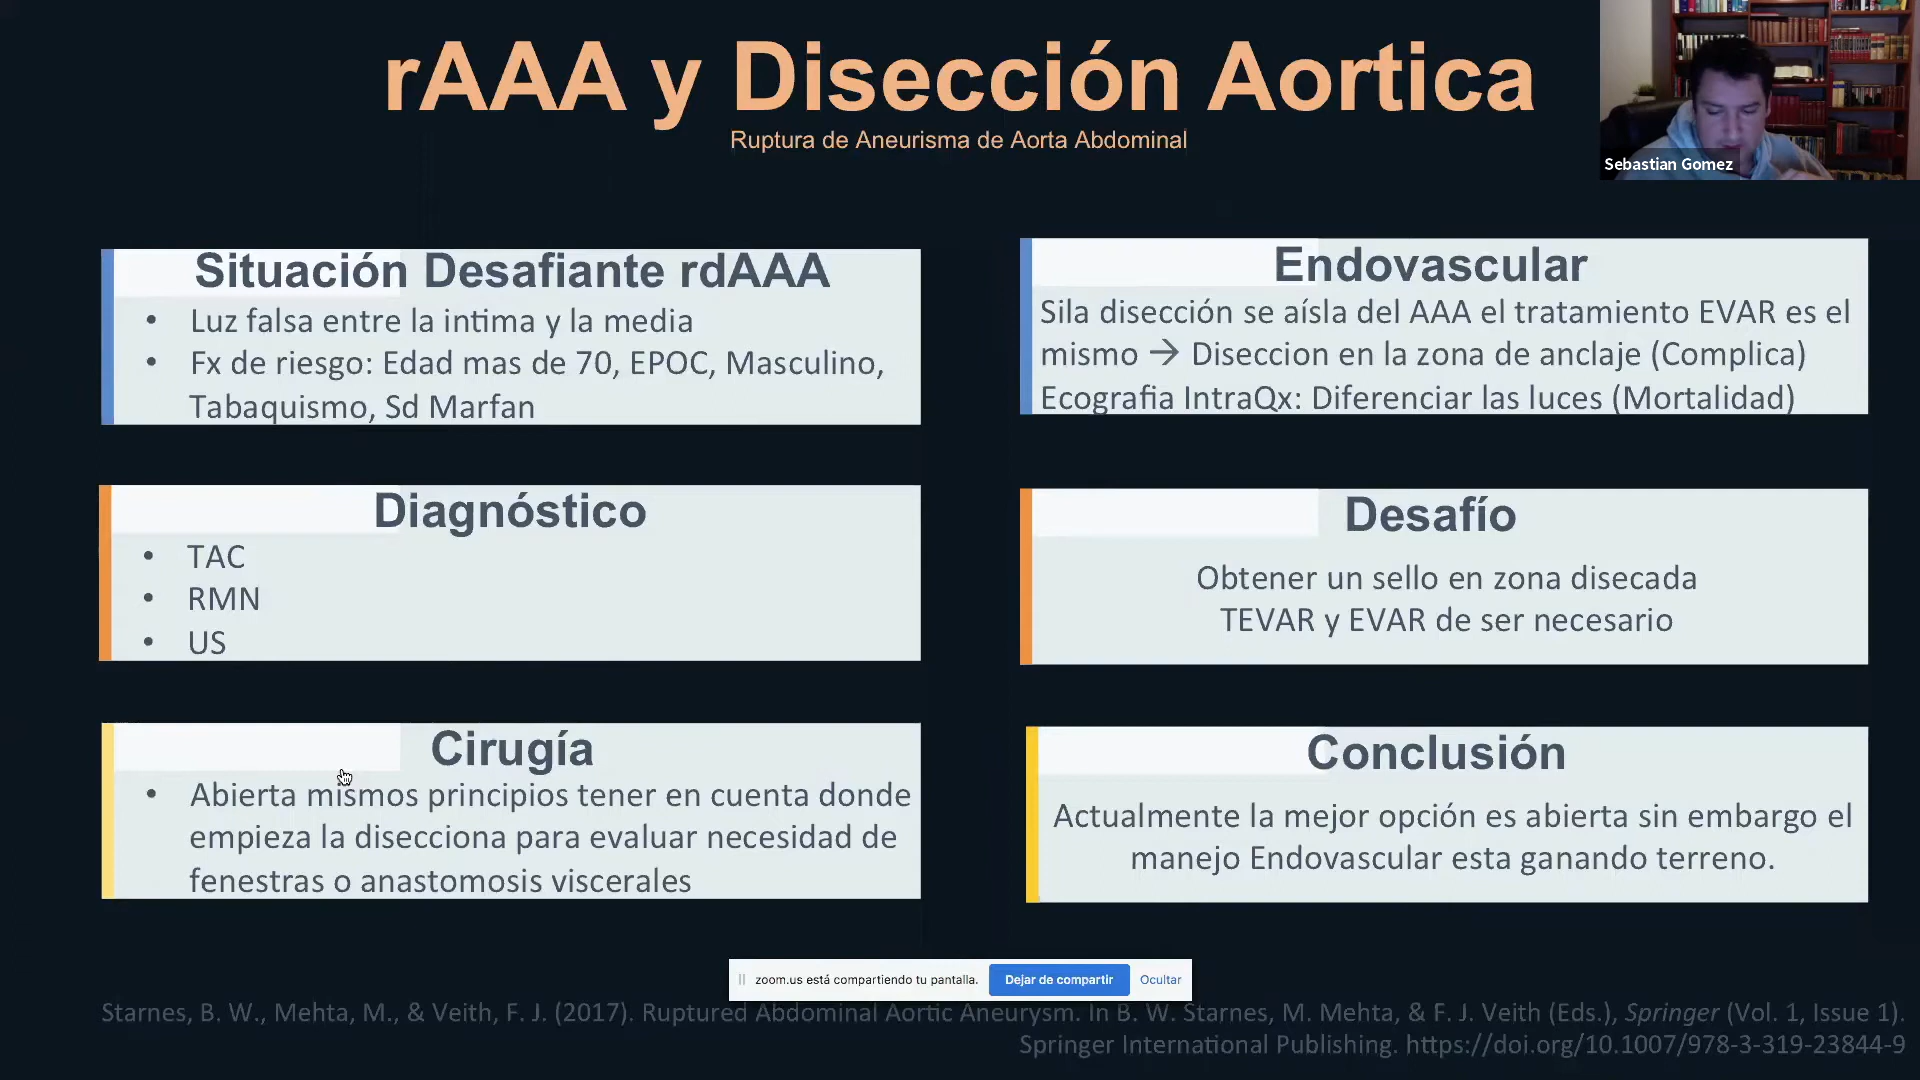 rAAA y Disección Aortica
Ruptura de Aneurisma de Aorta Abdominal
Sebastian Gomez
Situación Desafiante rdAAA
• Luz falsa entre la intima y la media
• Fx de riesgo: Edad mas de 70, EPOC, Masculino,
Tabaquismo, Sd Marfan
Endovascular
Sila disección se aísla del AAA el tratamiento EVAR es el
mismo → Diseccion en la zona de anclaje (Complica)
Ecografia IntraQx: Diferenciar las luces (Mortalidad)
Diagnóstico
• TAC
• RMN
• US
Desafío
Obtener un sello en zona disecada
TEVAR y EVAR de ser necesario
Cirugía
• Abierta mismos principios tener en cuenta donde
empieza la disecciona para evaluar necesidad de
fenestras o anastomosis viscerales
Conclusión
Actualmente la mejor opción es abierta sin embargo el
manejo Endovascular esta ganando terreno.
zoom.us está compartiendo tu pantalla. Dejar de compartir Ocultar
Starnes, B. W., Mehta, M., & Veith, F. J. (2017). Ruptured Abdominal Aortic Aneurysm. In B. W. Starnes, M. Mehta, & F. J. Veith (Eds.), Springer (Vol. 1, Issue 1).
Springer International Publishing. https://doi.org/10.1007/978-3-319-23844-9